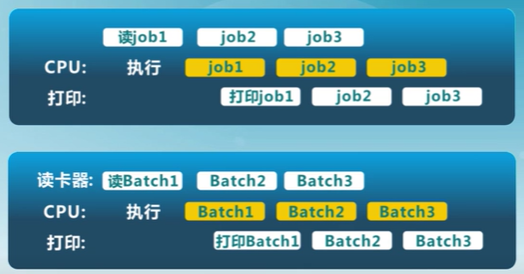 读job1 job2 job3
CPU: 执行 job1 job2 job3
打印: 打印job1 job2 job3
读卡器: 读Batch1 Batch2 Batch3
CPU: 执行 Batch1 Batch2 Batch3
打印: 打印Batch1 Batch2 Batch3